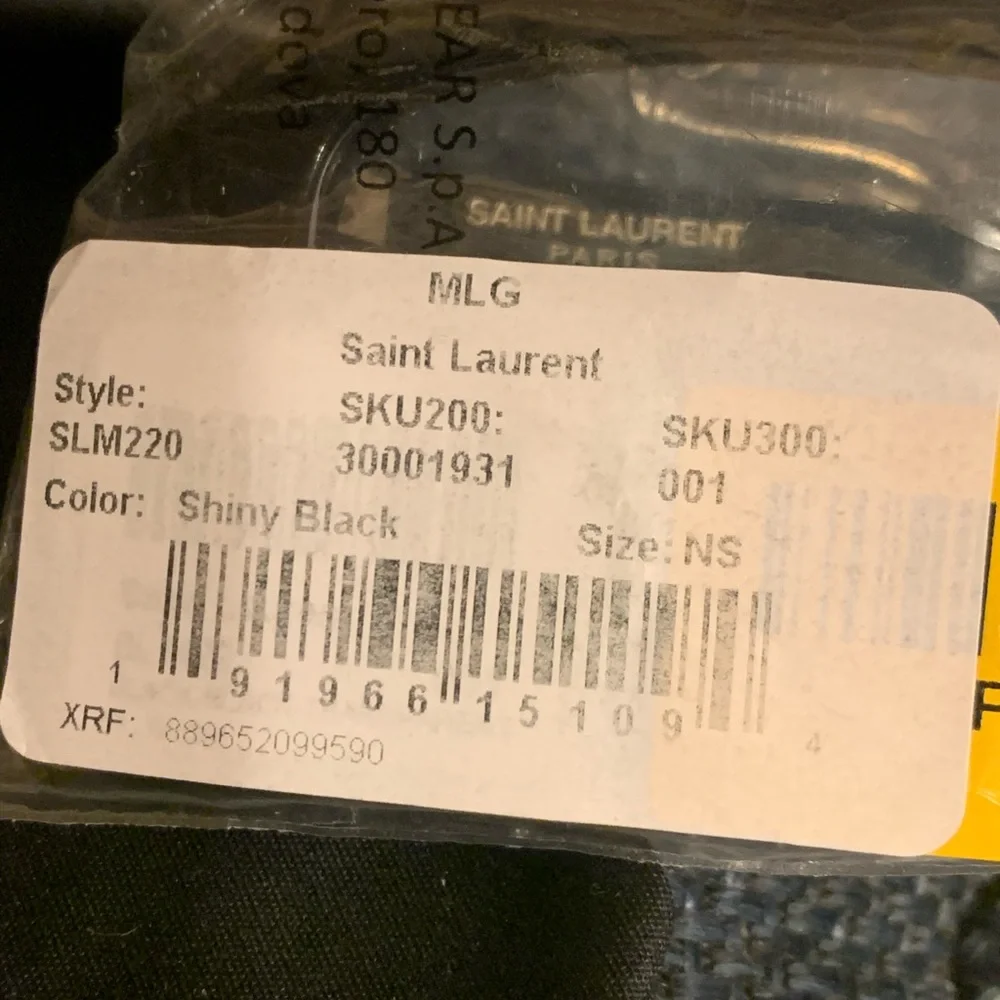 EAR S.p.A
ro, 180
dova
SAINT LAURENT
PARIS
MLG
Saint Laurent
Style: SKU200: SKU300:
SLM220 30001931 001
Color: Shiny Black Size: NS
1 91966 15109 4
XRF: 889652099590